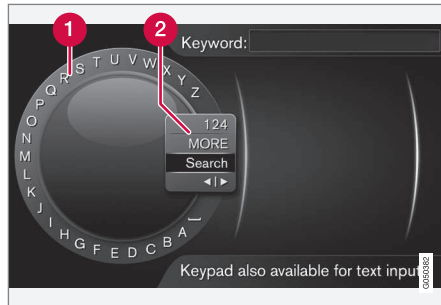 1
2
Keyword:
A B C D E F G H I J K L M N O P Q R S T U V W X Y Z
124
MORE
Search
◄|►
Keypad also available for text input
G050382